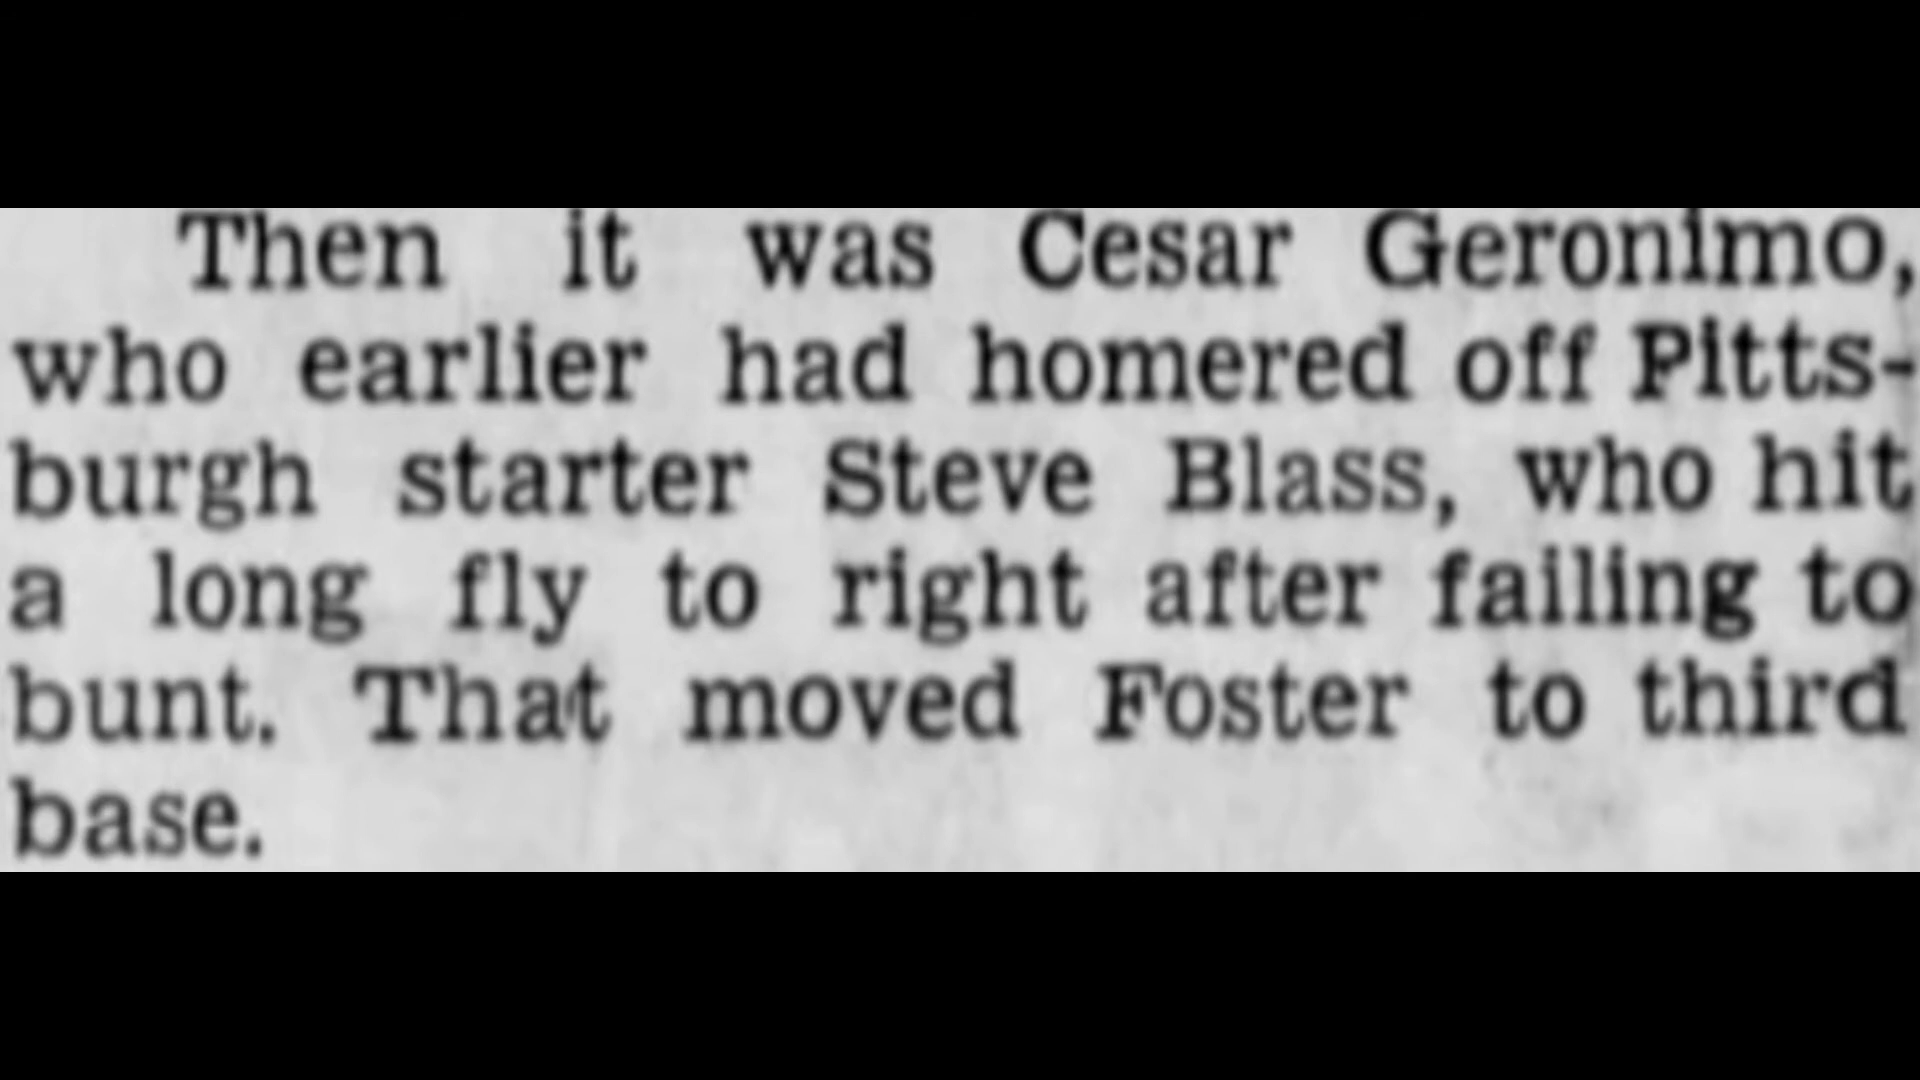 Then it was Cesar Geronimo,
who earlier had homered off Pitts-
burgh starter Steve Blass, who hit
a long fly to right after failing to
bunt. That moved Foster to third
base.